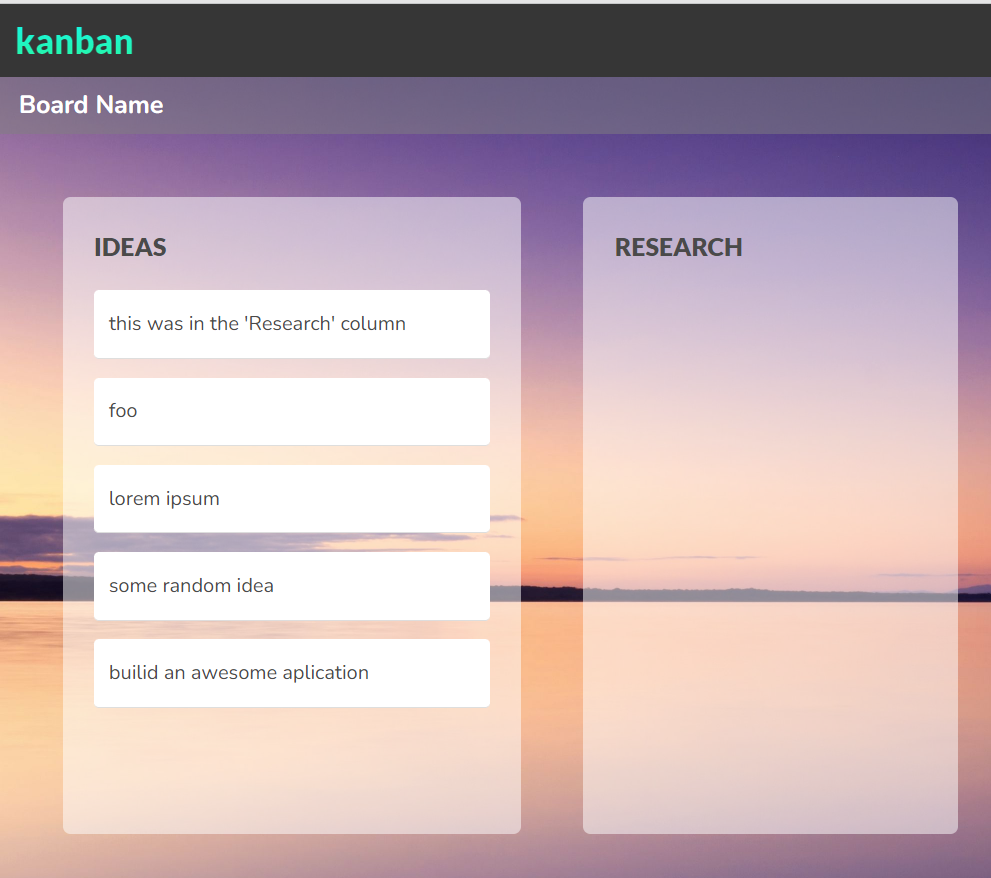 kanban
Board Name
IDEAS
this was in the 'Research' column
foo
lorem ipsum
some random idea
builid an awesome aplication
RESEARCH